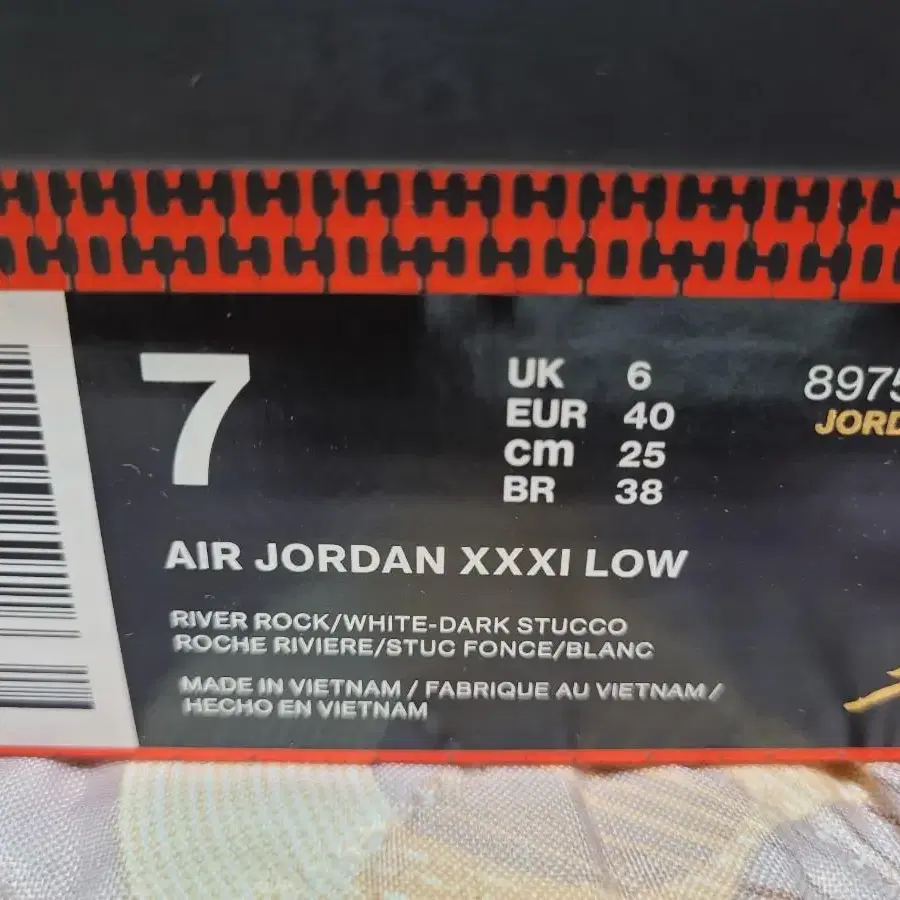 7
UK 6
EUR 40
cm 25
BR 38
8975
JORD
AIR JORDAN XXXI LOW
RIVER ROCK/WHITE-DARK STUCCO
ROCHE RIVIERE/STUC FONCE/BLANC
MADE IN VIETNAM / FABRIQUE AU VIETNAM /
HECHO EN VIETNAM